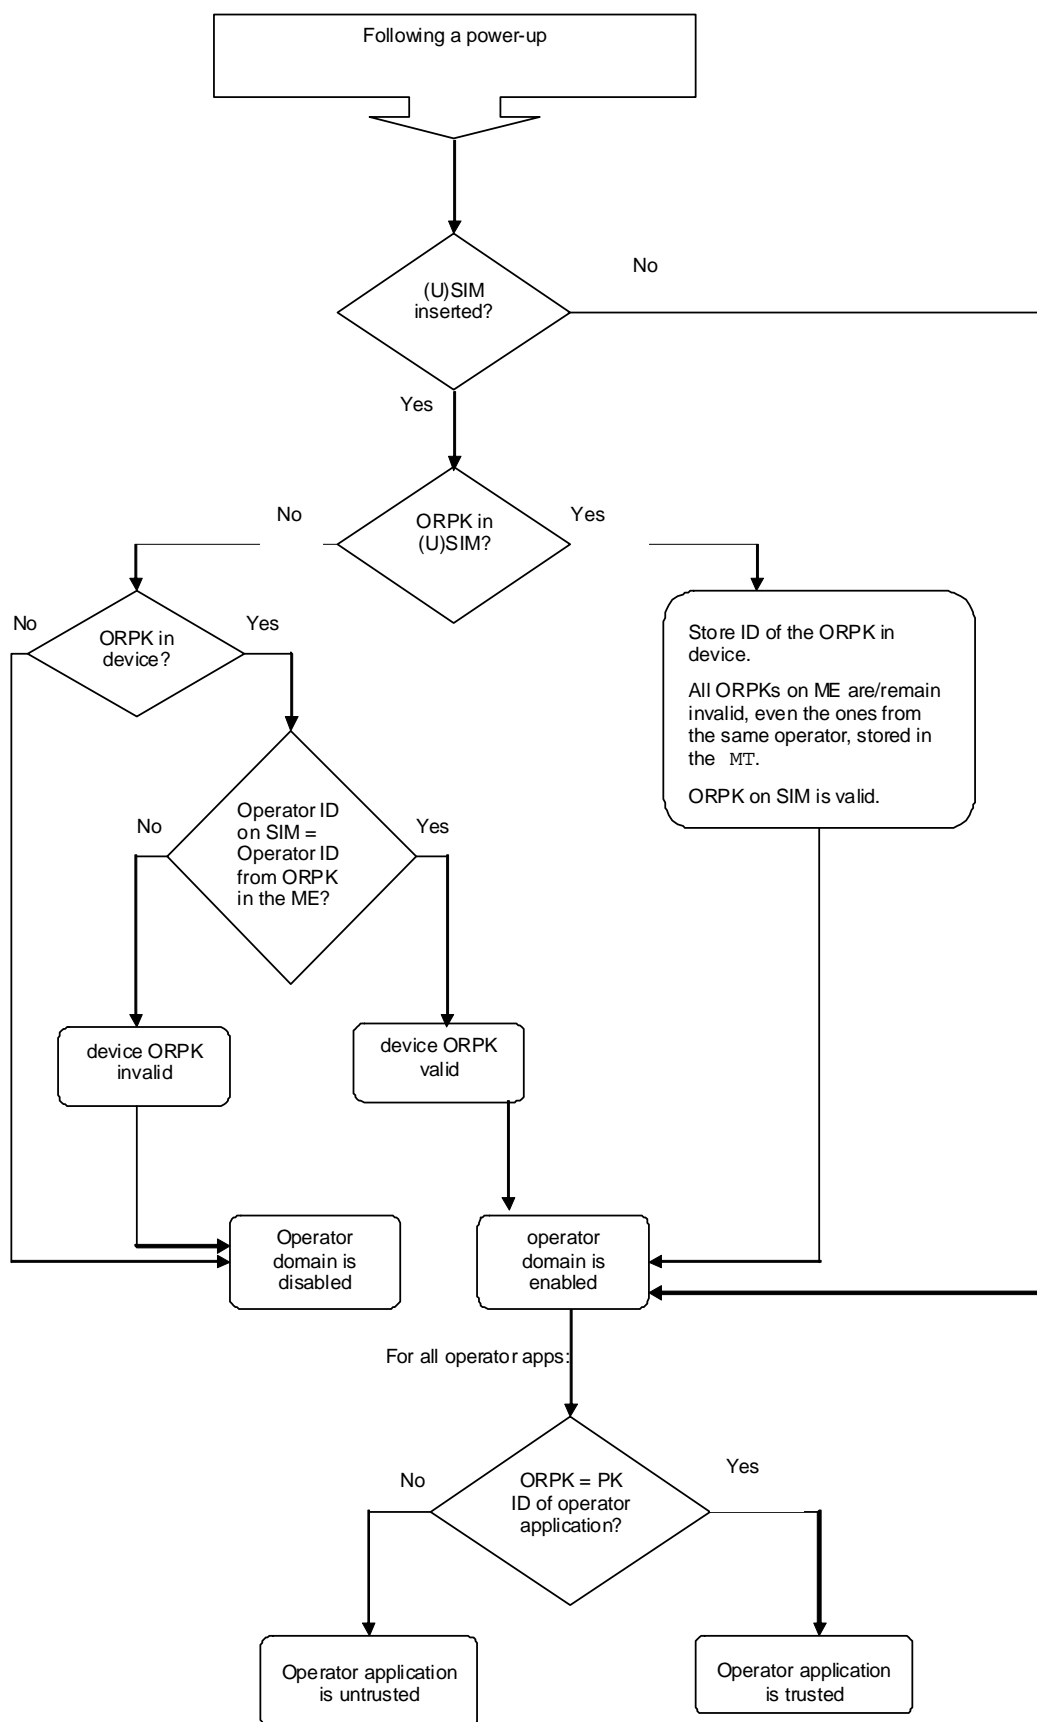 Following a power-up
(U)SIM
inserted?
No
Yes
ORPK in
(U)SIM?
No
Yes
No
ORPK in
device?
Yes
Store ID of the ORPK in
device.
All ORPKs on ME are/remain
invalid, even the ones from
the same operator, stored in
the MT.
ORPK on SIM is valid.
No
Operator ID
on SIM =
Operator ID
from ORPK
in the ME?
Yes
device ORPK
invalid
device ORPK
valid
Operator
domain is
disabled
operator
domain is
enabled
For all operator apps:
No
ORPK = PK
ID of operator
application?
Yes
Operator application
is untrusted
Operator application
is trusted